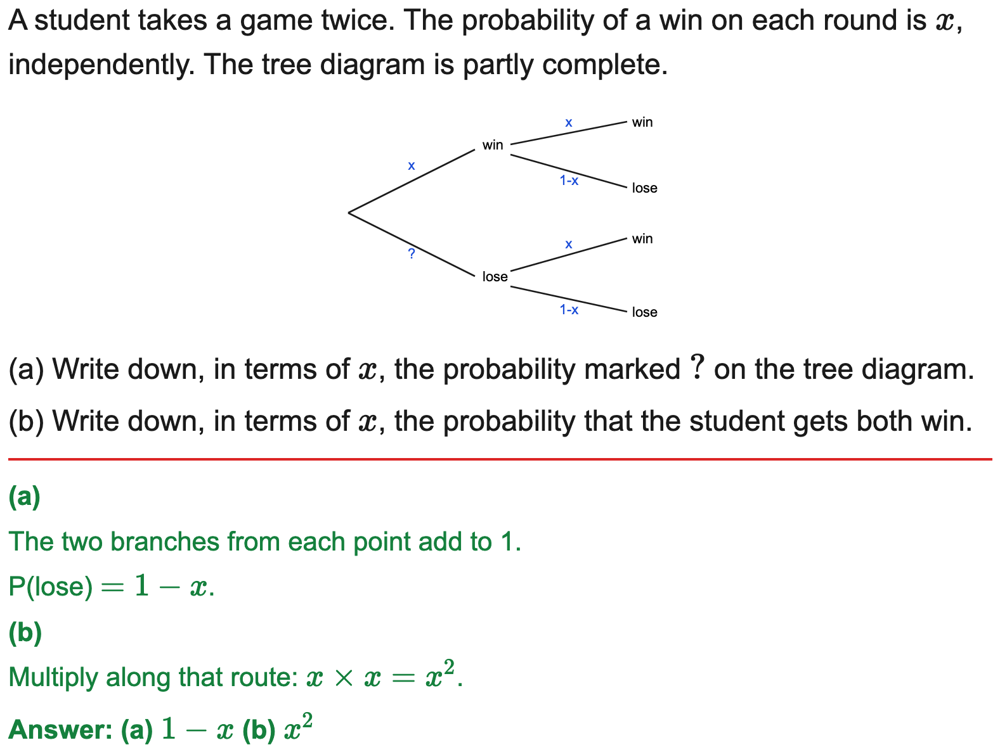 A student takes a game twice. The probability of a win on each round is x,
independently. The tree diagram is partly complete.
x
win
win
x
1-x
lose
x
win
?
lose
1-x
lose
(a) Write down, in terms of x, the probability marked ? on the tree diagram.
(b) Write down, in terms of x, the probability that the student gets both win.
(a)
The two branches from each point add to 1.
P(lose) = 1 − x.
(b)
Multiply along that route: x × x = x².
Answer: (a) 1 − x (b) x²